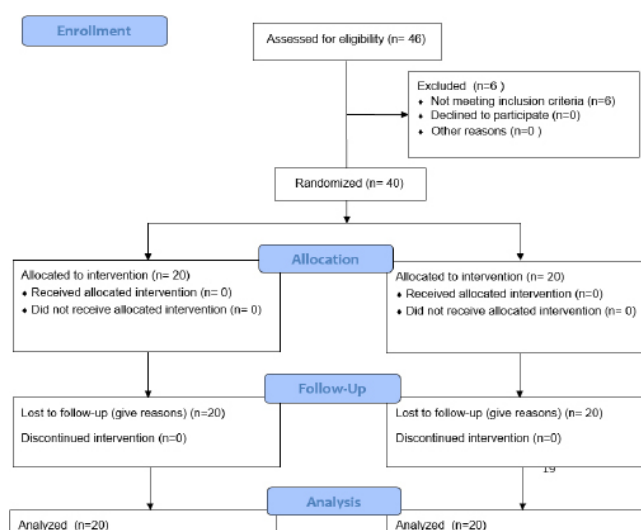 Enrollment
Assessed for eligibility (n= 46)
Excluded (n=6 )
♦ Not meeting inclusion criteria (n=6)
♦ Declined to participate (n=0)
♦ Other reasons (n=0 )
Randomized (n= 40)
Allocation
Allocated to intervention (n= 20)
♦ Received allocated intervention (n= 0)
♦ Did not receive allocated intervention (n= 0)
Allocated to intervention (n= 20)
♦ Received allocated intervention (n=0)
♦ Did not receive allocated intervention (n= 0)
Follow-Up
Lost to follow-up (give reasons) (n=20)
Discontinued intervention (n=0)
Lost to follow-up (give reasons) (n= 20)
Discontinued intervention (n=0)
19
Analysis
Analyzed (n=20)
Analyzed (n=20)